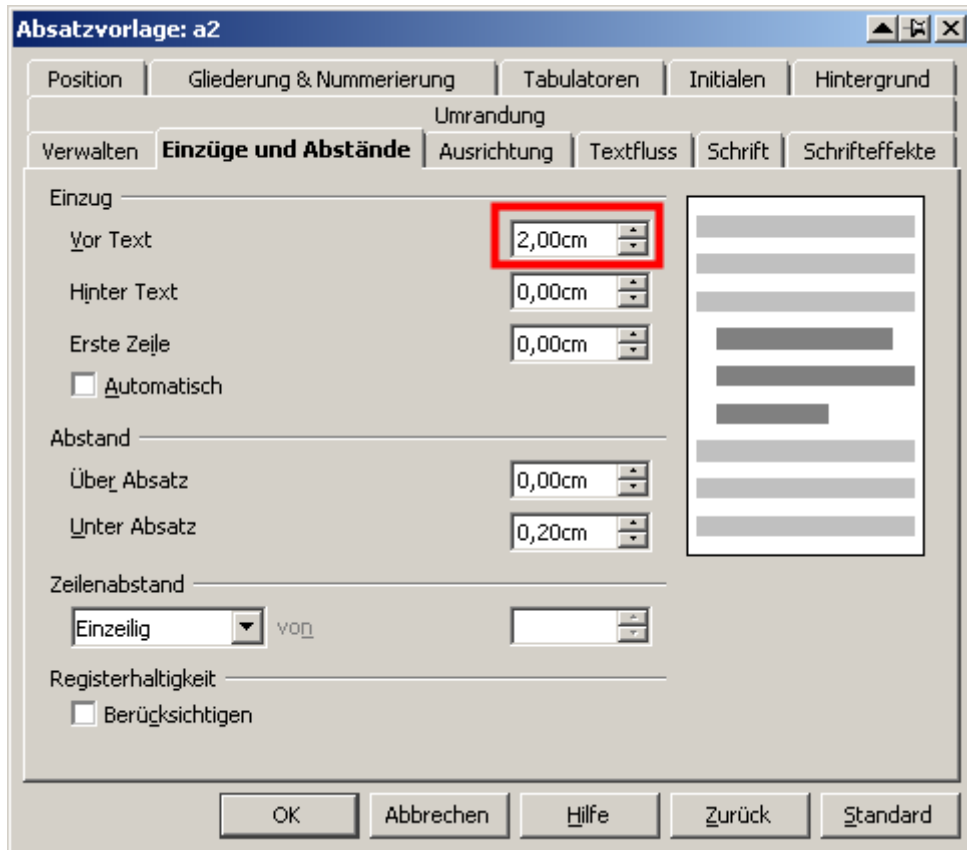 Absatzvorlage: a2
Position Gliederung & Nummerierung Tabulatoren Initialen Hintergrund
Umrandung
Verwalten Einzüge und Abstände Ausrichtung Textfluss Schrift Schrifteffekte
Einzug
Vor Text 2,00cm
Hinter Text 0,00cm
Erste Zeile 0,00cm
Automatisch
Abstand
Über Absatz 0,00cm
Unter Absatz 0,20cm
Zeilenabstand
Einzeilig von
Registerhaltigkeit
Berücksichtigen
OK Abbrechen Hilfe Zurück Standard